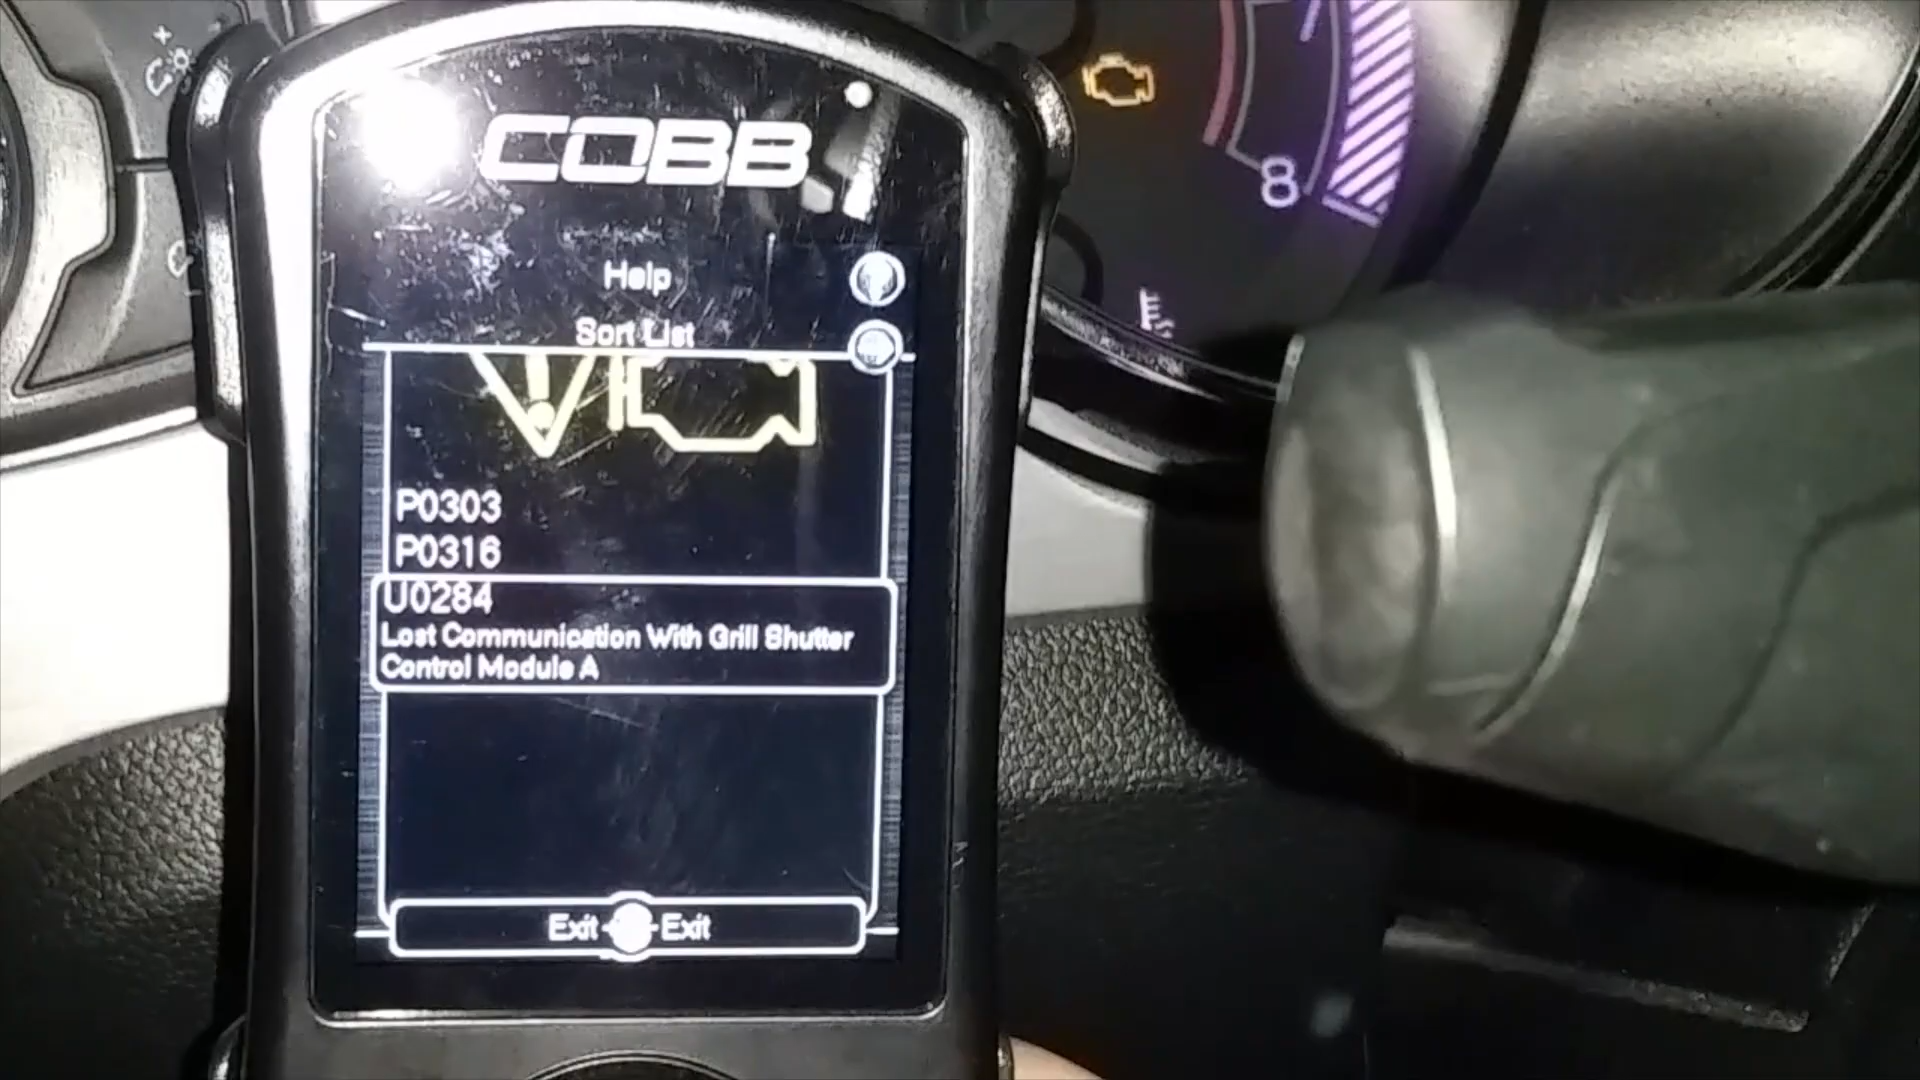 COBB
8
Help
Sort List
P0303
P0316
U0284
Lost Communication With Grill Shutter
Control Module A
Exit Exit